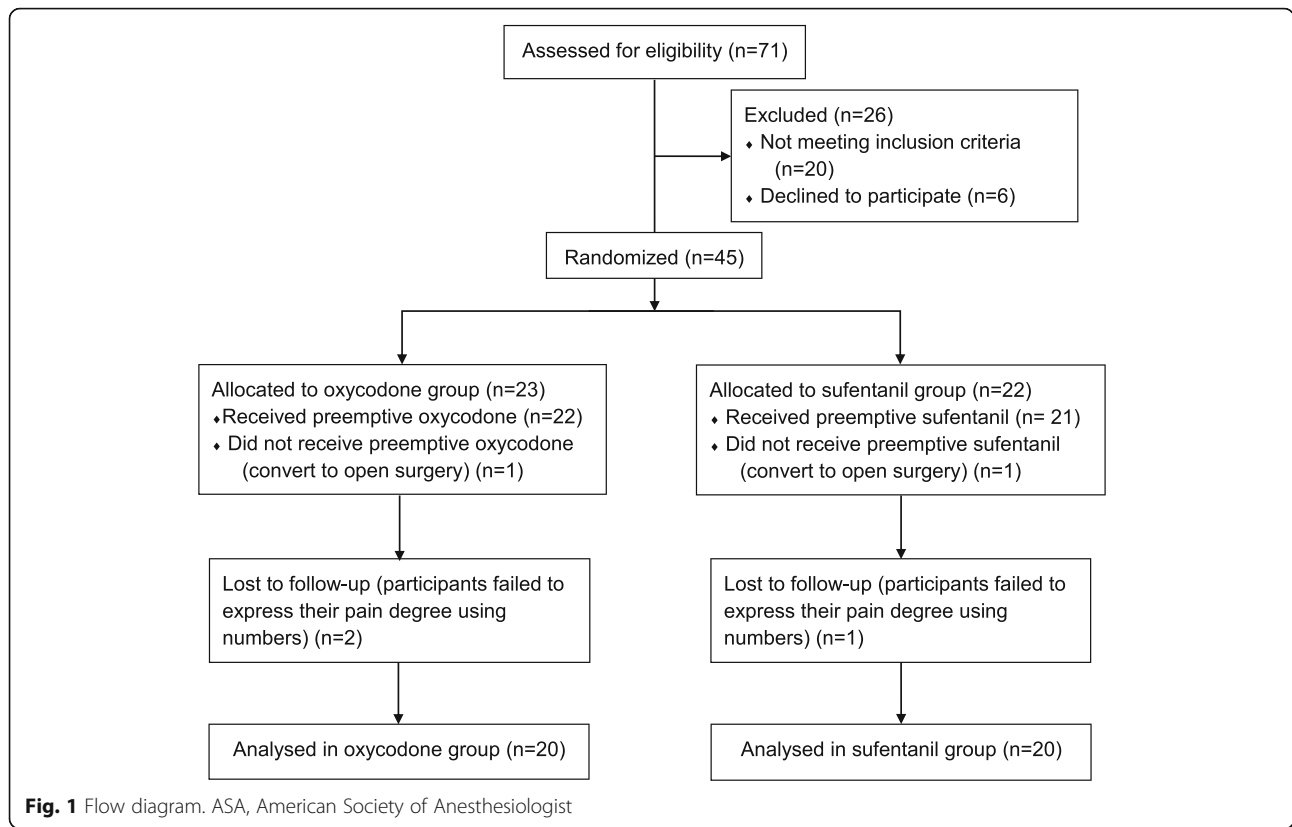 Assessed for eligibility (n=71)
Excluded (n=26)
⬧ Not meeting inclusion criteria
(n=20)
⬧ Declined to participate (n=6)
Randomized (n=45)
Allocated to oxycodone group (n=23)
⬧Received preemptive oxycodone (n=22)
⬧ Did not receive preemptive oxycodone
(convert to open surgery) (n=1)
Allocated to sufentanil group (n=22)
⬧ Received preemptive sufentanil (n= 21)
⬧ Did not receive preemptive sufentanil
(convert to open surgery) (n=1)
Lost to follow-up (participants failed to
express their pain degree using
numbers) (n=2)
Lost to follow-up (participants failed to
express their pain degree using
numbers) (n=1)
Analysed in oxycodone group (n=20)
Analysed in sufentanil group (n=20)
Fig. 1 Flow diagram. ASA, American Society of Anesthesiologist